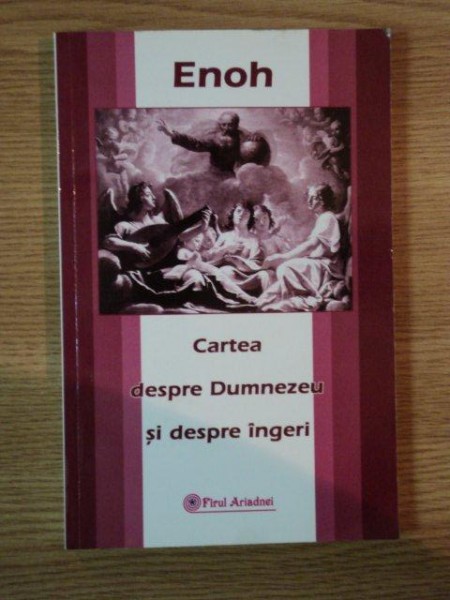 Enoh
Cartea
despre Dumnezeu
și despre îngeri
Firul Ariadnei